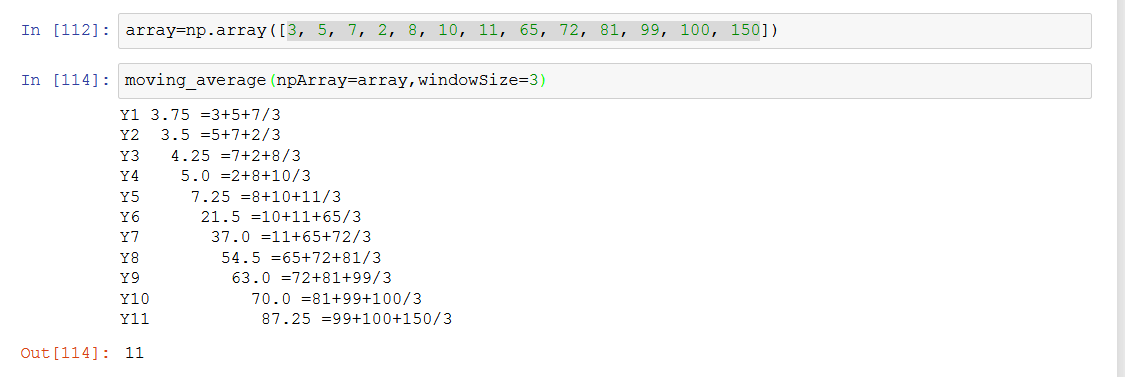 In [112]: array=np.array([3, 5, 7, 2, 8, 10, 11, 65, 72, 81, 99, 100, 150])
In [114]: moving_average(npArray=array,windowSize=3)
Y1 3.75 =3+5+7/3
Y2  3.5 =5+7+2/3
Y3   4.25 =7+2+8/3
Y4    5.0 =2+8+10/3
Y5     7.25 =8+10+11/3
Y6      21.5 =10+11+65/3
Y7       37.0 =11+65+72/3
Y8        54.5 =65+72+81/3
Y9         63.0 =72+81+99/3
Y10          70.0 =81+99+100/3
Y11           87.25 =99+100+150/3
Out[114]: 11